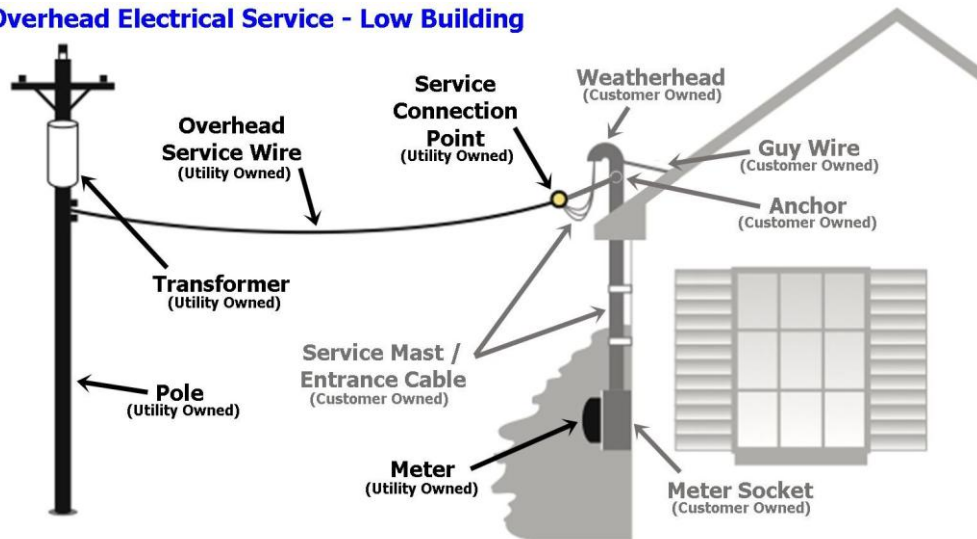 Overhead Electrical Service - Low Building
Weatherhead
(Customer Owned)
Service
Connection
Point
(Utility Owned)
Overhead
Service Wire
(Utility Owned)
Guy Wire
(Customer Owned)
Anchor
(Customer Owned)
Transformer
(Utility Owned)
Service Mast /
Entrance Cable
(Customer Owned)
Pole
(Utility Owned)
Meter
(Utility Owned)
Meter Socket
(Customer Owned)